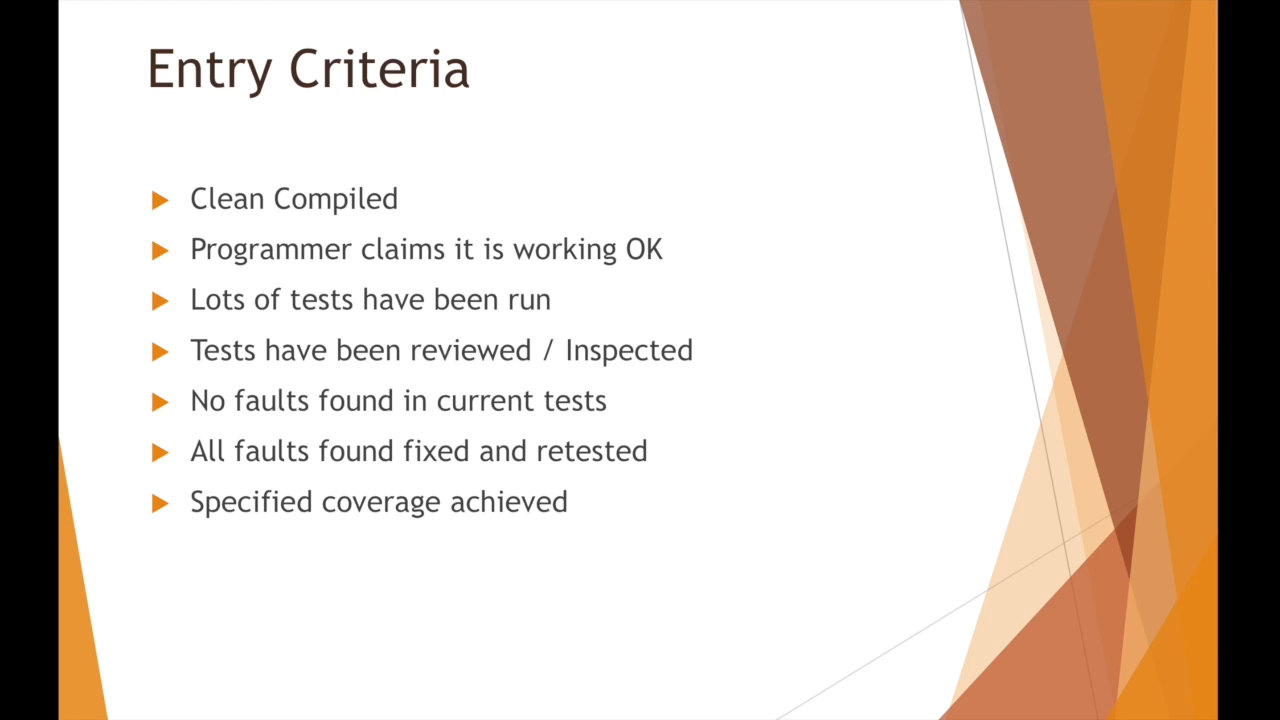 Entry Criteria
Clean Compiled
Programmer claims it is working OK
Lots of tests have been run
Tests have been reviewed / Inspected
No faults found in current tests
All faults found fixed and retested
Specified coverage achieved